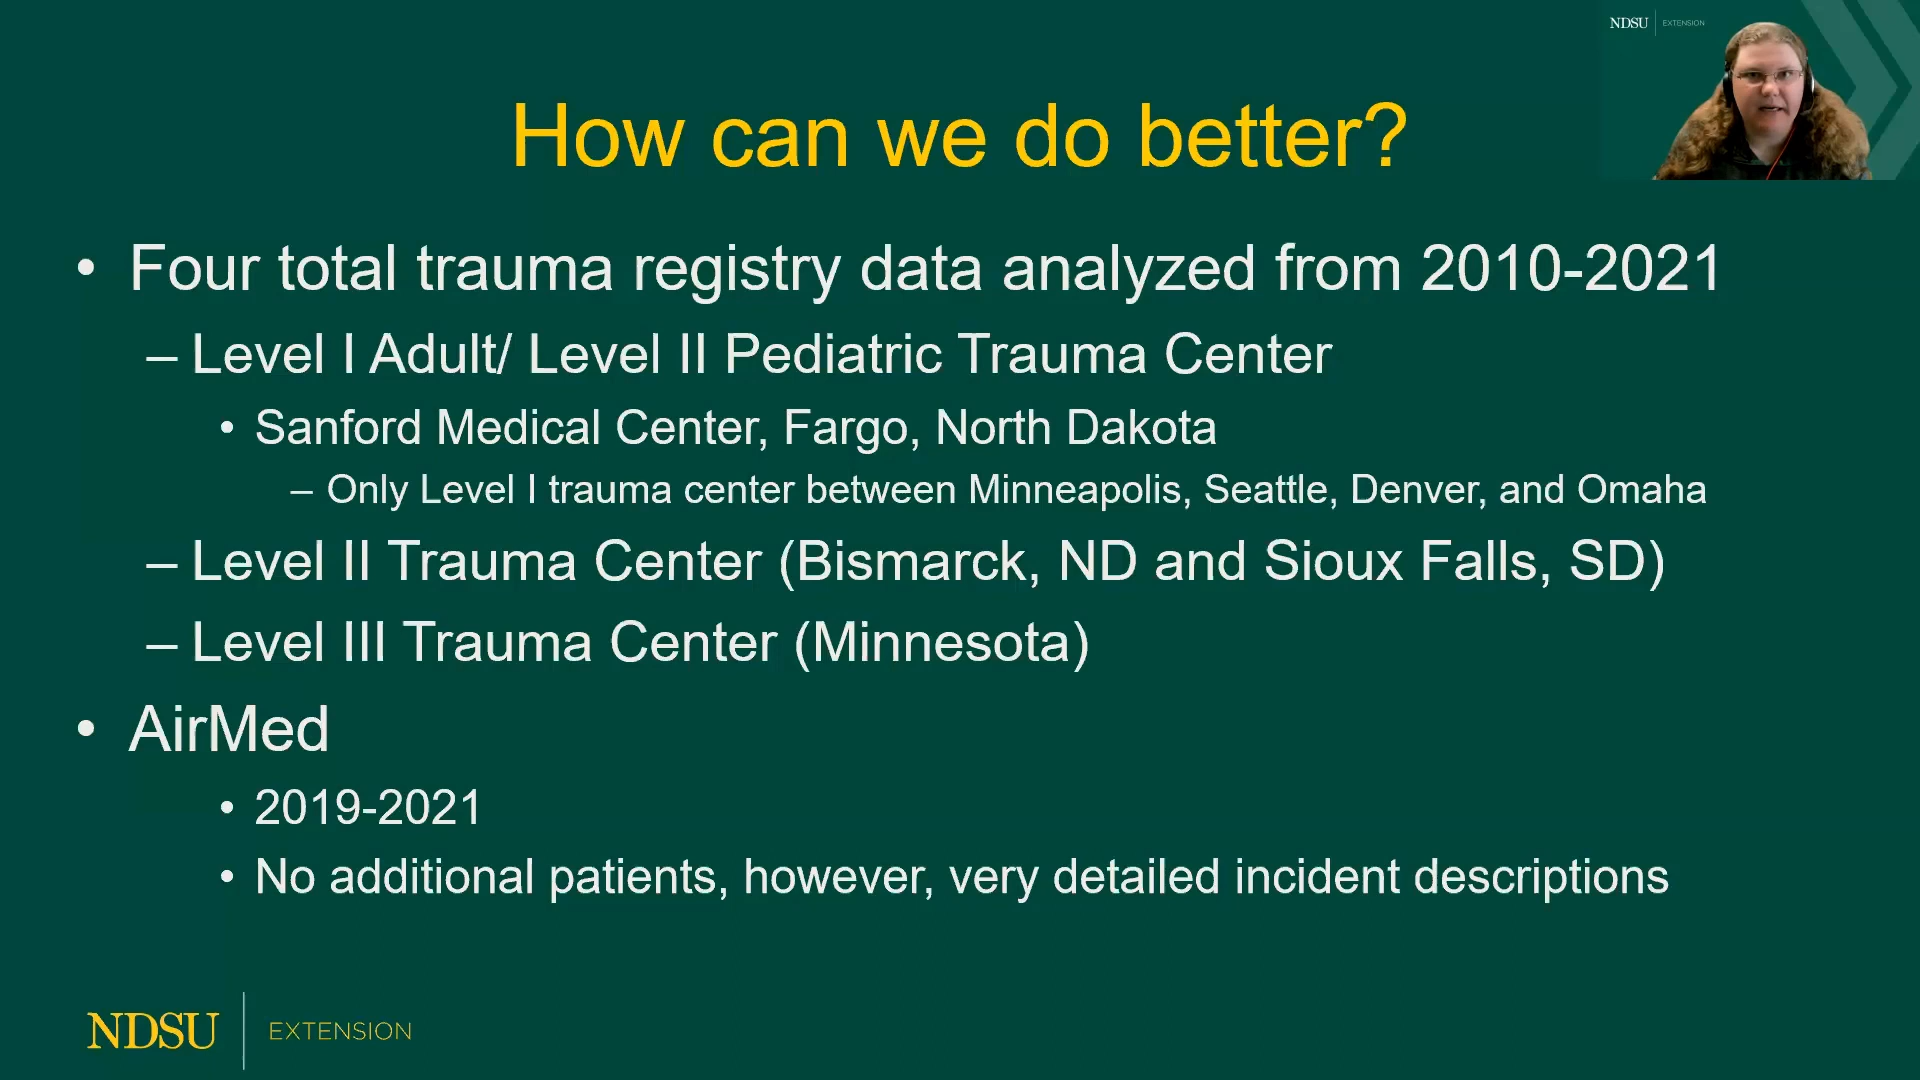 NDSU EXTENSION
How can we do better?
• Four total trauma registry data analyzed from 2010-2021
– Level I Adult/ Level II Pediatric Trauma Center
• Sanford Medical Center, Fargo, North Dakota
– Only Level I trauma center between Minneapolis, Seattle, Denver, and Omaha
– Level II Trauma Center (Bismarck, ND and Sioux Falls, SD)
– Level III Trauma Center (Minnesota)
• AirMed
• 2019-2021
• No additional patients, however, very detailed incident descriptions
NDSU EXTENSION